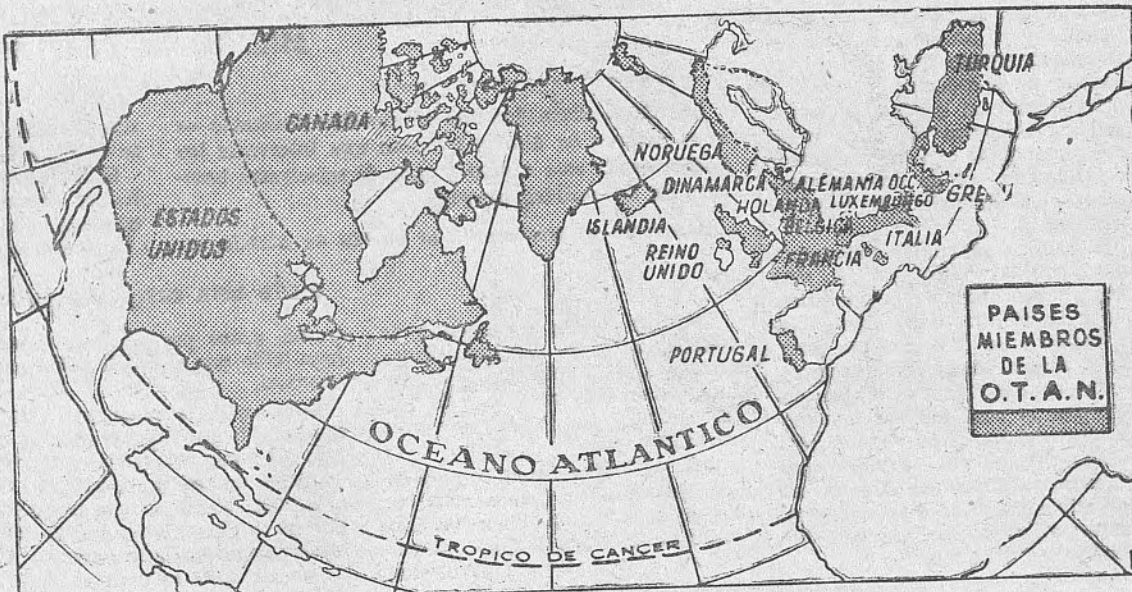 CANADA
ESTADOS
UNIDOS
TURQUIA
NORUEGA
DINAMARCA
ALEMANIA OCC.
HOLANDA
LUXEMBURGO
BELGICA
ISLANDIA
REINO
UNIDO
FRANCIA
ITALIA
PORTUGAL
PAISES
MIEMBROS
DE LA
O.T.A.N.
OCEANO ATLANTICO
TROPICO DE CANCER